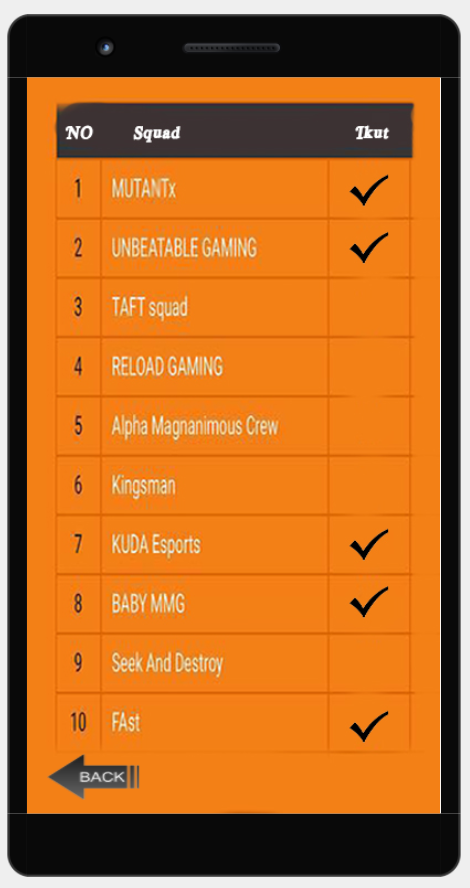 NO Squad Ikut
1 MUTANTx ✓
2 UNBEATABLE GAMING ✓
3 TAFT squad
4 RELOAD GAMING
5 Alpha Magnanimous Crew
6 Kingsman
7 KUDA Esports ✓
8 BABY MMG ✓
9 Seek And Destroy
10 FAst ✓
BACK